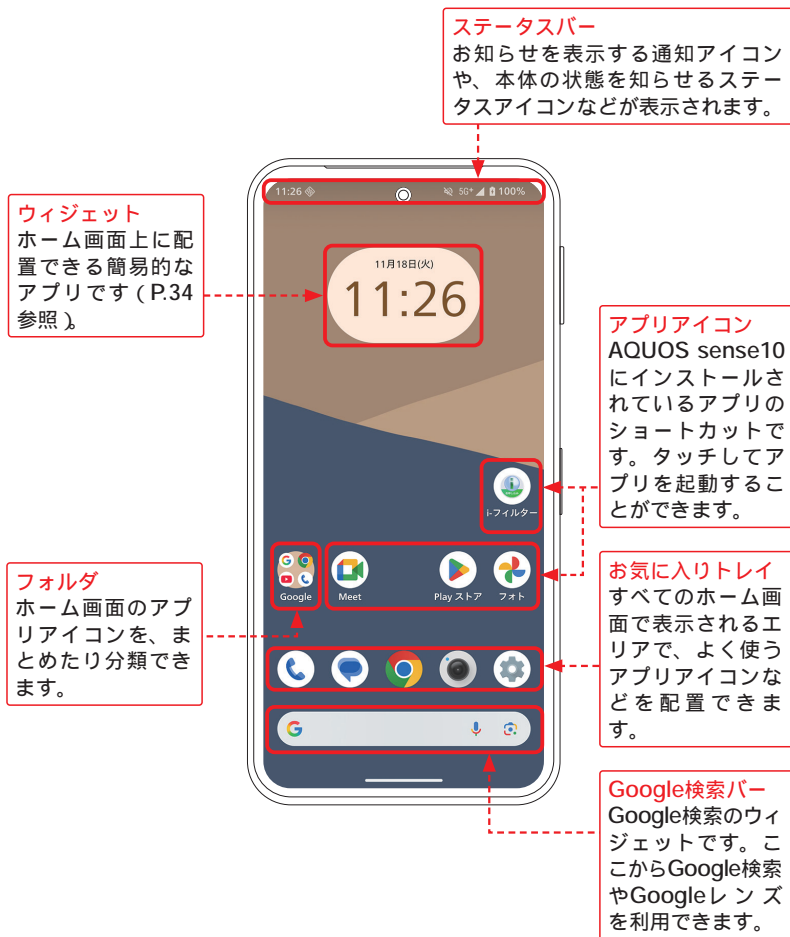 ステータスバー
お知らせを表示する通知アイコン
や、本体の状態を知らせるステー
タスアイコンなどが表示されます。
11:26
5G+
100%
ウィジェット
ホーム画面上に配
置できる簡易的な
アプリです(P.34
参照)。
11月18日(火)
11:26
アプリアイコン
AQUOS sense10
にインストールさ
れているアプリの
ショートカットで
す。タッチしてア
プリを起動するこ
とができます。
i-フィルター
Google
Meet
Play ストア
フォト
フォルダ
ホーム画面のアプ
リアイコンを、ま
とめたり分類でき
ます。
お気に入りトレイ
すべてのホーム画
面で表示されるエ
リアで、よく使う
アプリアイコンな
どを配置できま
す。
Google検索バー
Google検索のウィ
ジェットです。こ
こからGoogle検索
やGoogleレンズ
を利用できます。